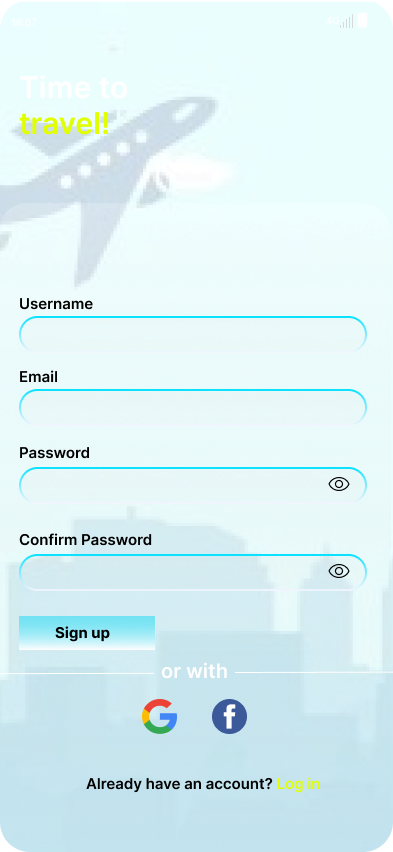 Time to
travel!
Username
Email
Password
Confirm Password
Sign up
or with
Already have an account? Log in